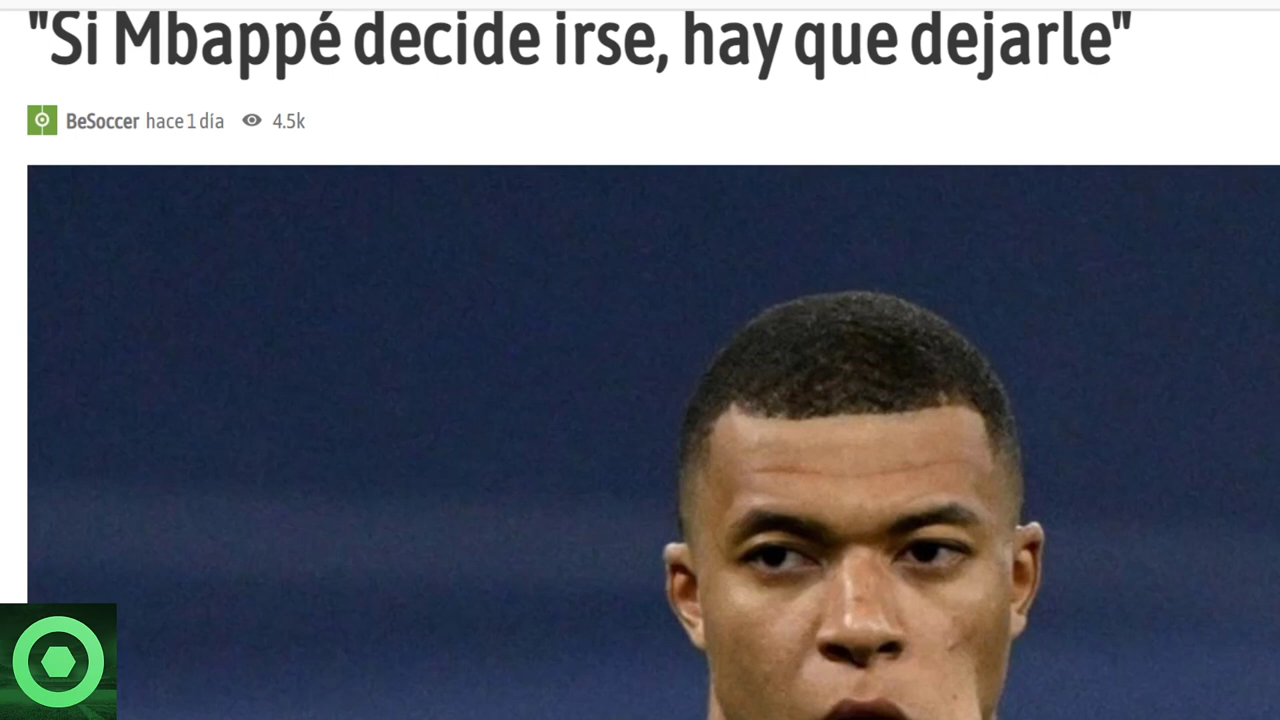 "Si Mbappé decide irse, hay que dejarle"
BeSoccer hace 1 día 4.5k